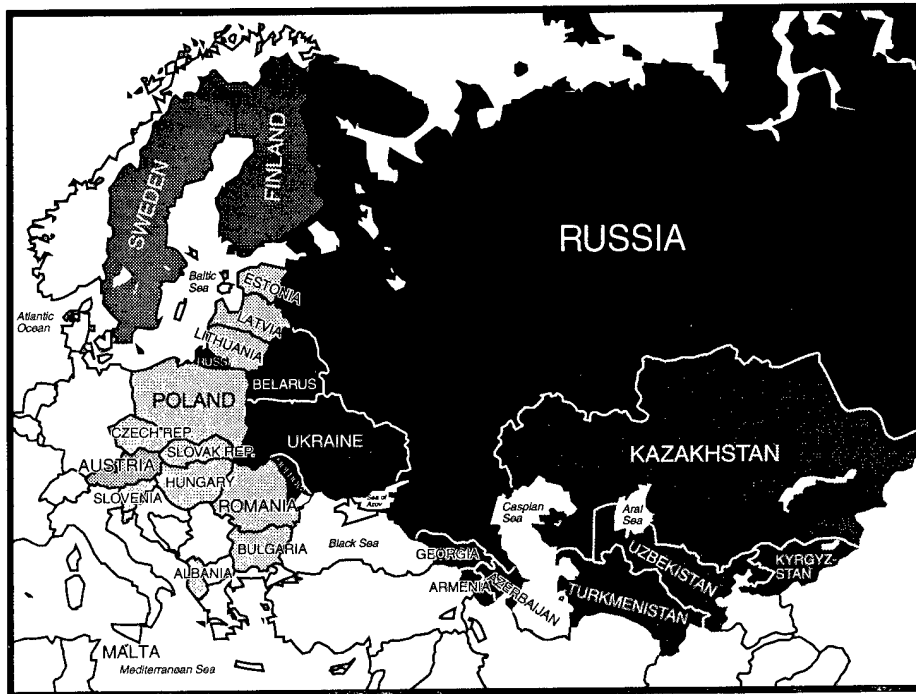 SWEDEN
FINLAND
RUSSIA
Baltic
Sea
ESTONIA
Atlantic
Ocean
LATVIA
LITHUANIA
RUSS.
BELARUS
POLAND
CZECH REP.
UKRAINE
SLOVAK REP.
KAZAKHSTAN
AUSTRIA
HUNGARY
SLOVENIA
ROMANIA
Sea of
Azov
Caspian
Sea
Aral
Sea
Black Sea
BULGARIA
GEORGIA
UZBEKISTAN
KYRGYZ-
STAN
ALBANIA
ARMENIA
AZERBAIJAN
TURKMENISTAN
MALTA
Mediterranean Sea